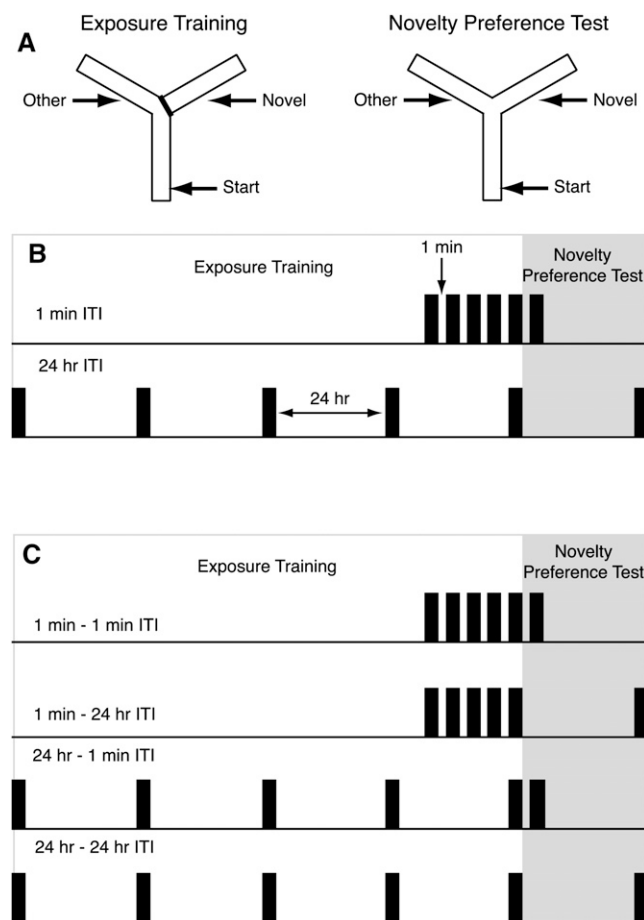 Exposure Training
Novelty Preference Test
A
Other
Novel
Other
Novel
Start
Start
B
1 min
Novelty
Exposure Training
Preference Test
1 min ITI
24 hr ITI
24 hr
C
Novelty
Exposure Training
Preference Test
1 min - 1 min ITI
1 min - 24 hr ITI
24 hr - 1 min ITI
24 hr - 24 hr ITI